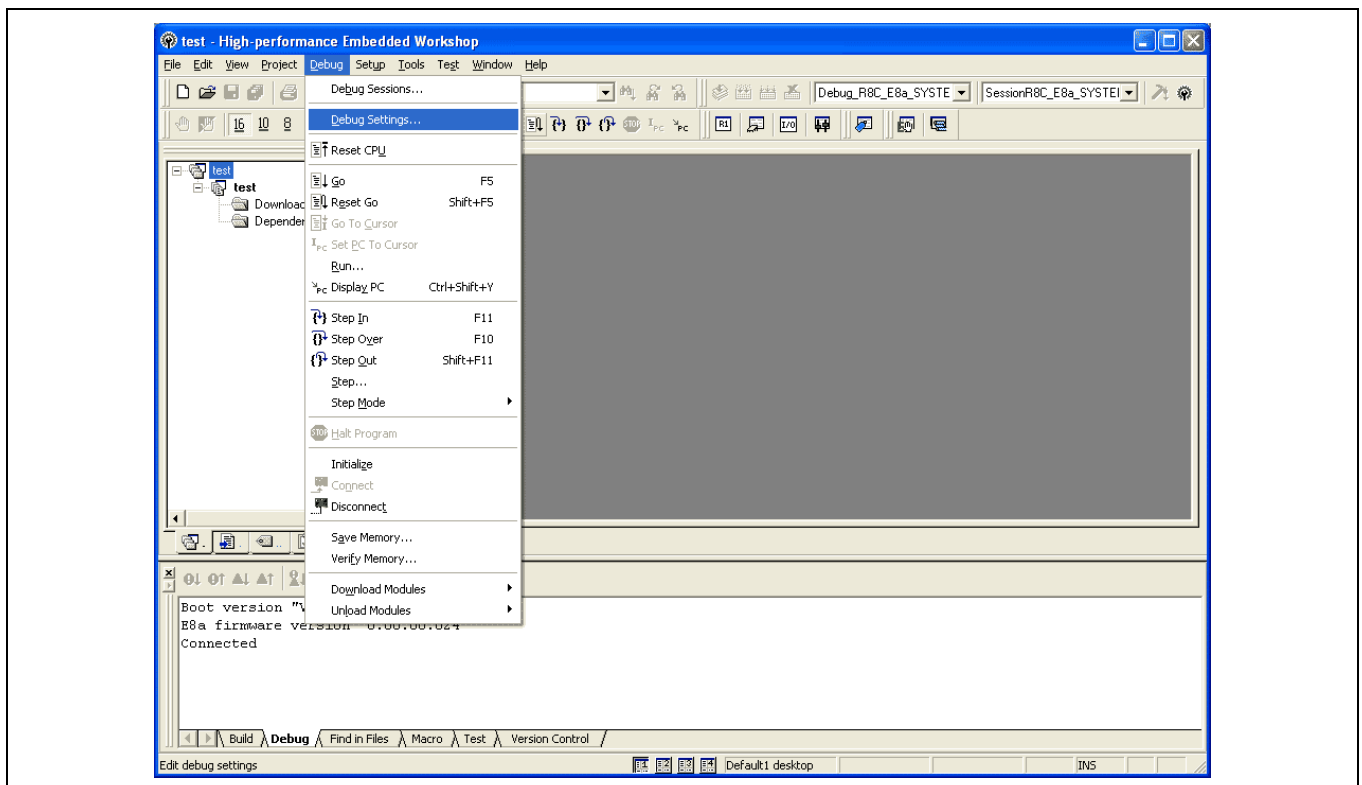 test - High-performance Embedded Workshop
File Edit View Project Debug Setup Tools Test Window Help
Debug_R8C_E8a_SYSTE SessionR8C_E8a_SYSTEI
16 10 8
R1 I/O
Debug Sessions...
Debug Settings...
Reset CPU
Go F5
Reset Go Shift+F5
Go To Cursor
Set PC To Cursor
Run...
Display PC Ctrl+Shift+Y
Step In F11
Step Over F10
Step Out Shift+F11
Step...
Step Mode
STOP Halt Program
Initialize
Connect
Disconnect
Save Memory...
Verify Memory...
Download Modules
Unload Modules
test
test
Download
Depender
Boot version "V
E8a firmware version
Connected
Build Debug Find in Files Macro Test Version Control
Edit debug settings Default1 desktop INS